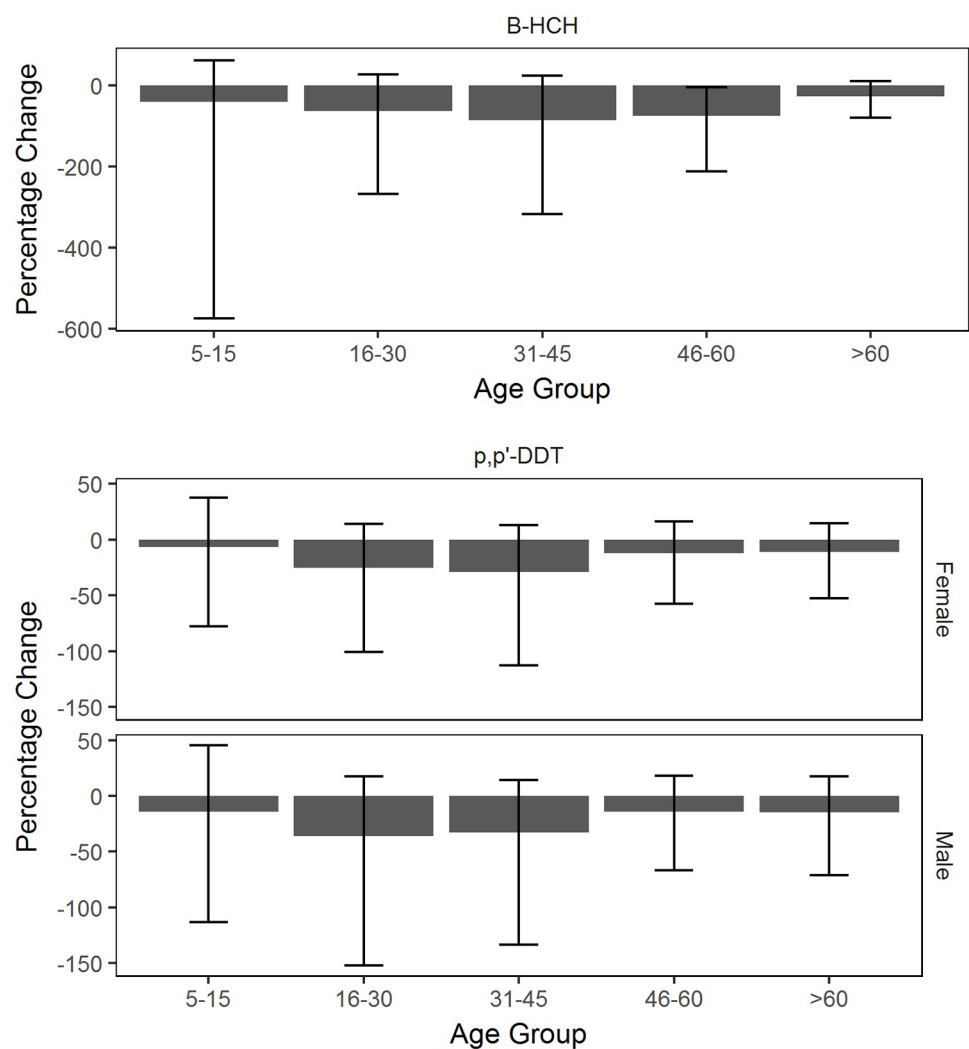 B-HCH
Percentage Change
0
-200
-400
-600
5-15 16-30 31-45 46-60 >60
Age Group
p,p'-DDT
Percentage Change
50
0
-50
-100
-150
Female
50
0
-50
-100
-150
Male
5-15 16-30 31-45 46-60 >60
Age Group